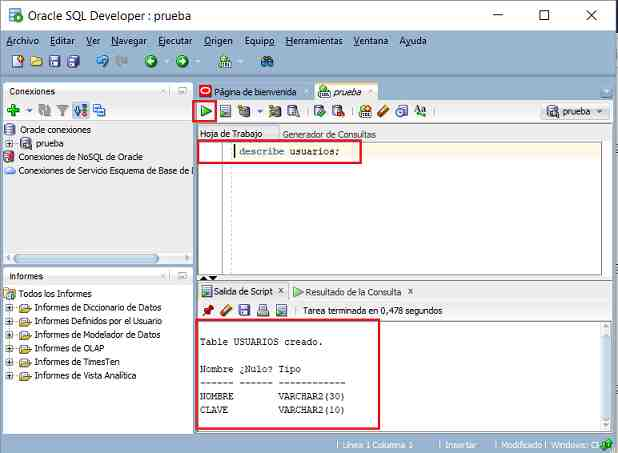 Oracle SQL Developer : prueba
Archivo Editar Ver Navegar Ejecutar Origen Equipo Herramientas Ventana Ayuda
Conexiones
Oracle conexiones
prueba
Conexiones de NoSQL de Oracle
Conexiones de Servicio Esquema de Base de
Informes
Todos los Informes
Informes de Diccionario de Datos
Informes Definidos por el Usuario
Informes de Modelador de Datos
Informes de OLAP
Informes de TimesTen
Informes de Vista Analítica
Página de bienvenida prueba
prueba
Hoja de Trabajo Generador de Consultas
describe usuarios;
Salida de Script Resultado de la Consulta
Tarea terminada en 0,478 segundos
Table USUARIOS creado.
Nombre ¿Nulo? Tipo
------ ------ ------------
NOMBRE VARCHAR2(30)
CLAVE VARCHAR2(10)
Línea 1 Columna 1 Insertar Modificado Windows: